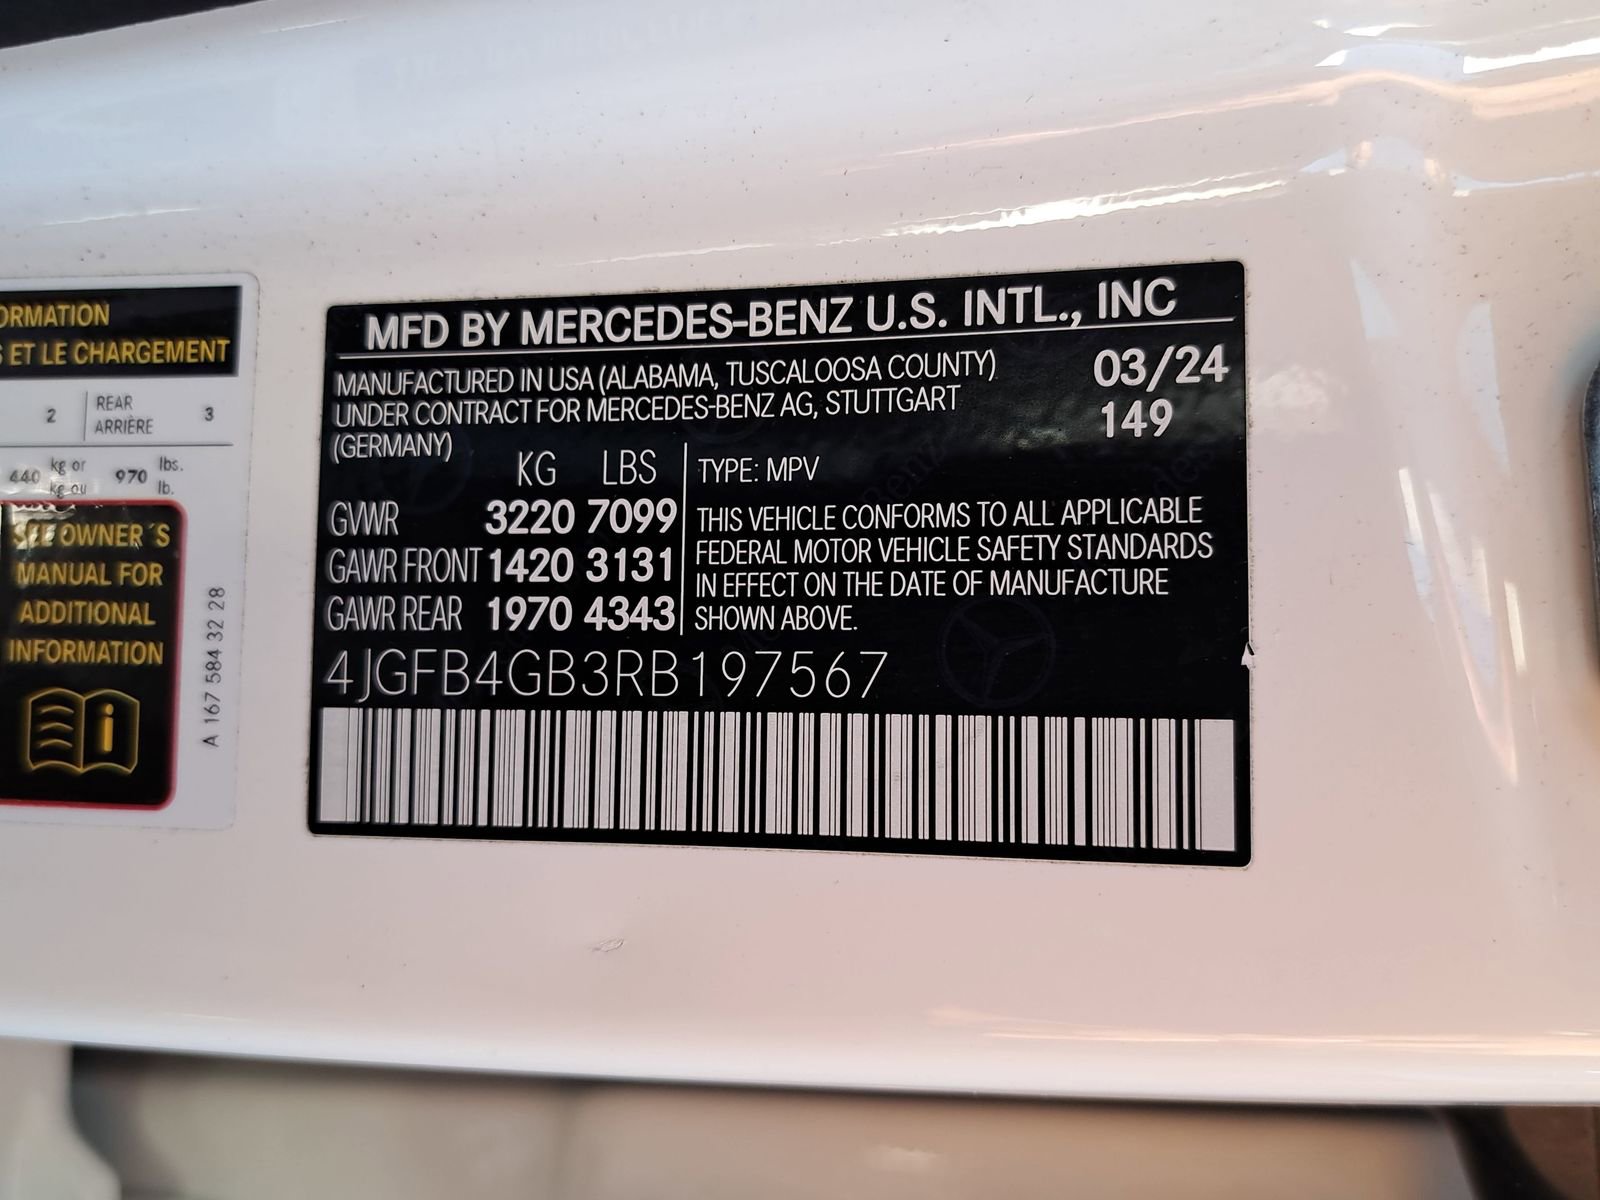 ORMATION
S ET LE CHARGEMENT
2 REAR ARRIÈRE 3
440 kg or kg ou 970 lbs. lb.
SEE OWNER´S
MANUAL FOR
ADDITIONAL
INFORMATION
A 167 584 32 28
MFD BY MERCEDES-BENZ U.S. INTL., INC
MANUFACTURED IN USA (ALABAMA, TUSCALOOSA COUNTY) 03/24
UNDER CONTRACT FOR MERCEDES-BENZ AG, STUTTGART 149
(GERMANY)
KG LBS
GVWR 3220 7099
GAWR FRONT 1420 3131
GAWR REAR 1970 4343
TYPE: MPV
THIS VEHICLE CONFORMS TO ALL APPLICABLE
FEDERAL MOTOR VEHICLE SAFETY STANDARDS
IN EFFECT ON THE DATE OF MANUFACTURE
SHOWN ABOVE.
4JGFB4GB3RB197567